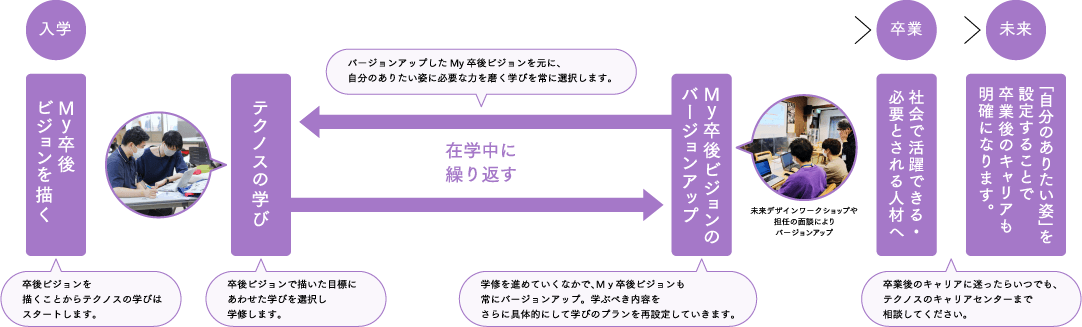 入学
My卒後
ビジョンを描く
卒後ビジョンを
描くことからテクノスの学びは
スタートします。
テクノスの学び
卒後ビジョンで描いた目標に
あわせた学びを選択し
学修します。
バージョンアップした My 卒後ビジョンを元に、
自分のありたい姿に必要な力を磨く学びを常に選択します。
在学中に
繰り返す
My卒後ビジョンの
バージョンアップ
学修を進めていくなかで、My 卒後ビジョンも
常にバージョンアップ。学ぶべき内容を
さらに具体的にして学びのプランを再設定していきます。
未来デザインワークショップや
担任の面談により
バージョンアップ
卒業
社会で活躍できる・
必要とされる人材へ
未来
「自分のありたい姿」を
設定することで
卒業後のキャリアも
明確になります。
卒業後のキャリアに迷ったらいつでも、
テクノスのキャリアセンターまで
相談してください。